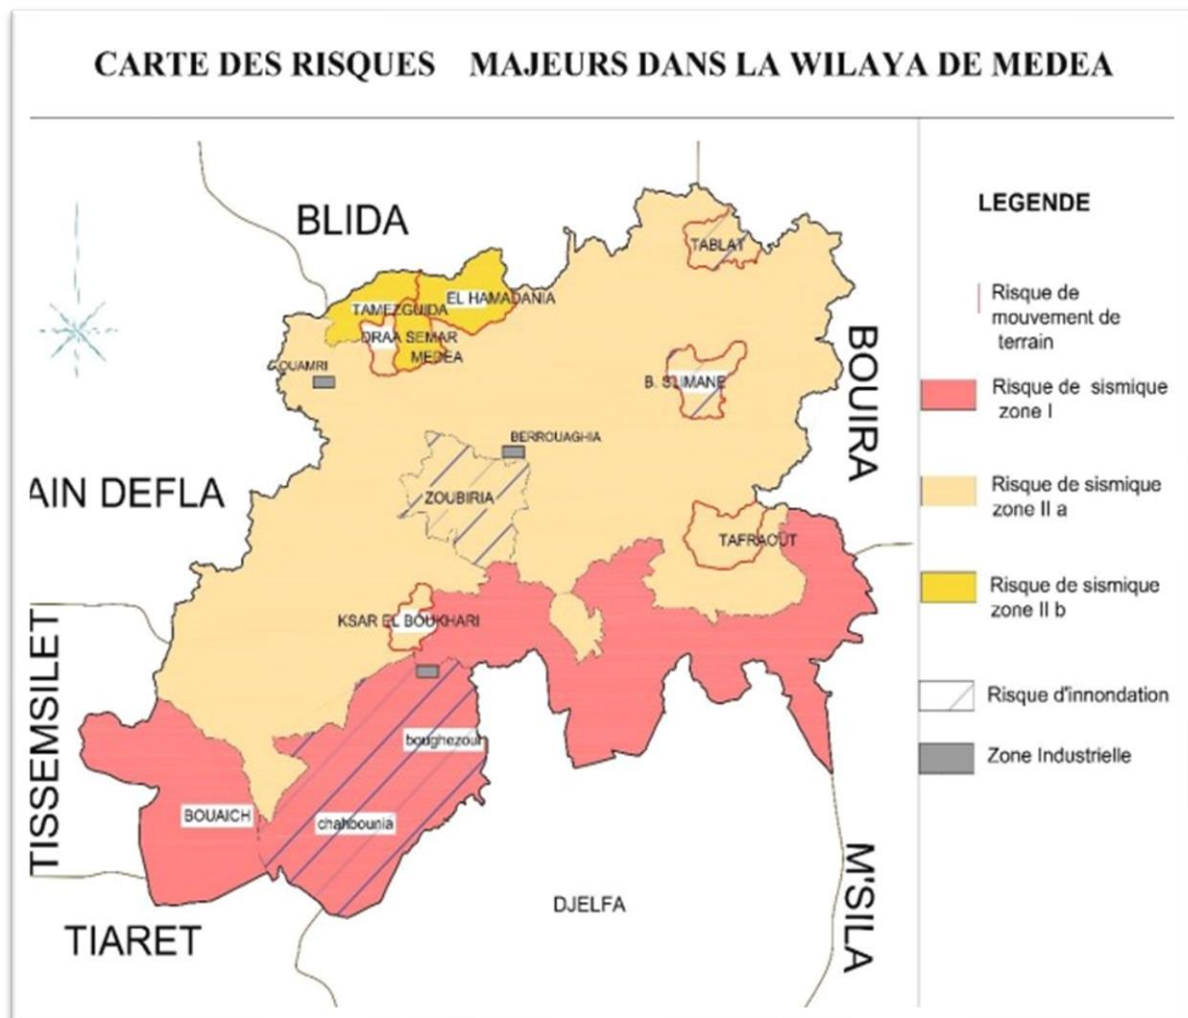 CARTE DES RISQUES MAJEURS DANS LA WILAYA DE MEDEA
BLIDA
TABLAT
EL HAMADANIA
TAMEZGUIDA
DRAA SEMAR
MEDEA
OUAMRI
B. SLIMANE
BOUIRA
BERROUAGHIA
AIN DEFLA
ZOUBIRIA
TAFRAOUT
KSAR EL BOUKHARI
TISSEMSILET
boughezoul
BOUAICH
chahbounia
TIARET
DJELFA
M'SILA
LEGENDE
Risque de
mouvement de
terrain
Risque de sismique
zone I
Risque de sismique
zone II a
Risque de sismique
zone II b
Risque d'innondation
Zone Industrielle